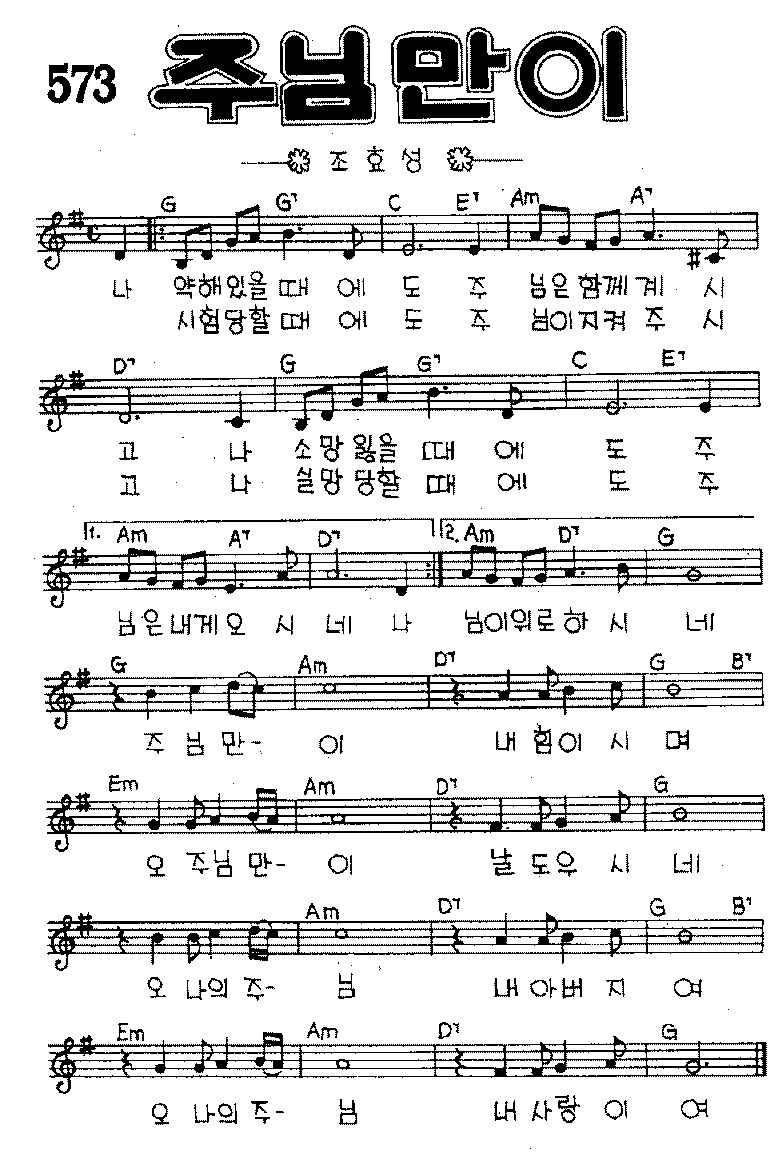 573 주님만이
조효성
G G7 C E7 Am A7
나 약해있을때에도 주님은함께계시
시험당할때에도 주님이지켜주시
D7 G G7 C E7
고 나 소망잃을때에도 주
고 나 실망당할때에도 주
1. Am A7 D7 2. Am D7 G
님은내게오시네 나 님이위로하시네
G Am D7 G B7
주님만-이 내힘이시며
Em Am D7 G
오 주님만-이 날도우시네
Am D7 G B7
오 나의주-님 내아버지여
Em Am D7 G
오 나의주-님 내사랑이여